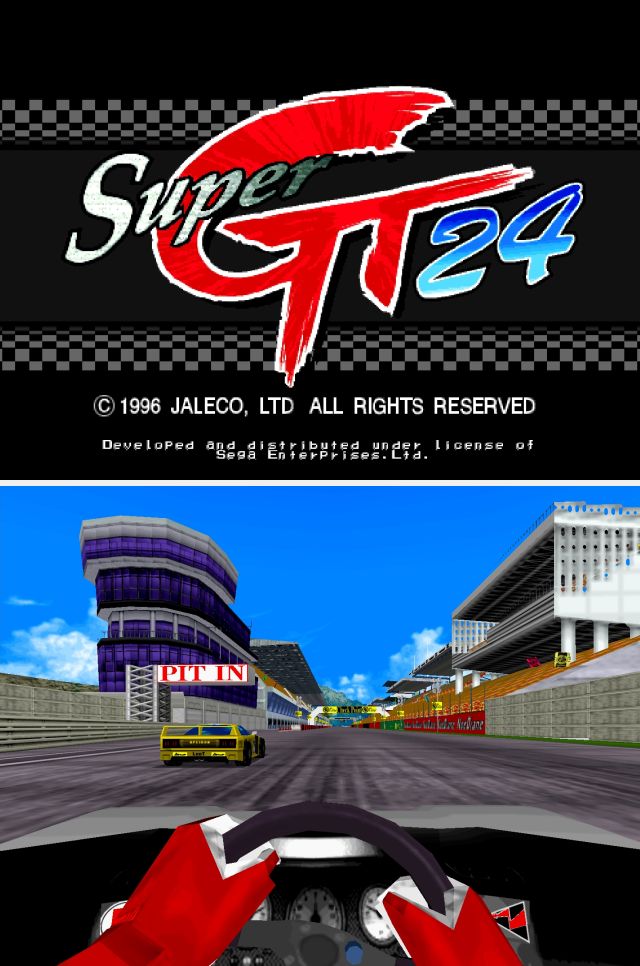 Super GT 24
© 1996 JALECO, LTD ALL RIGHTS RESERVED
Developed and distributed under license of
Sega Enterprises.Ltd.
PIT IN